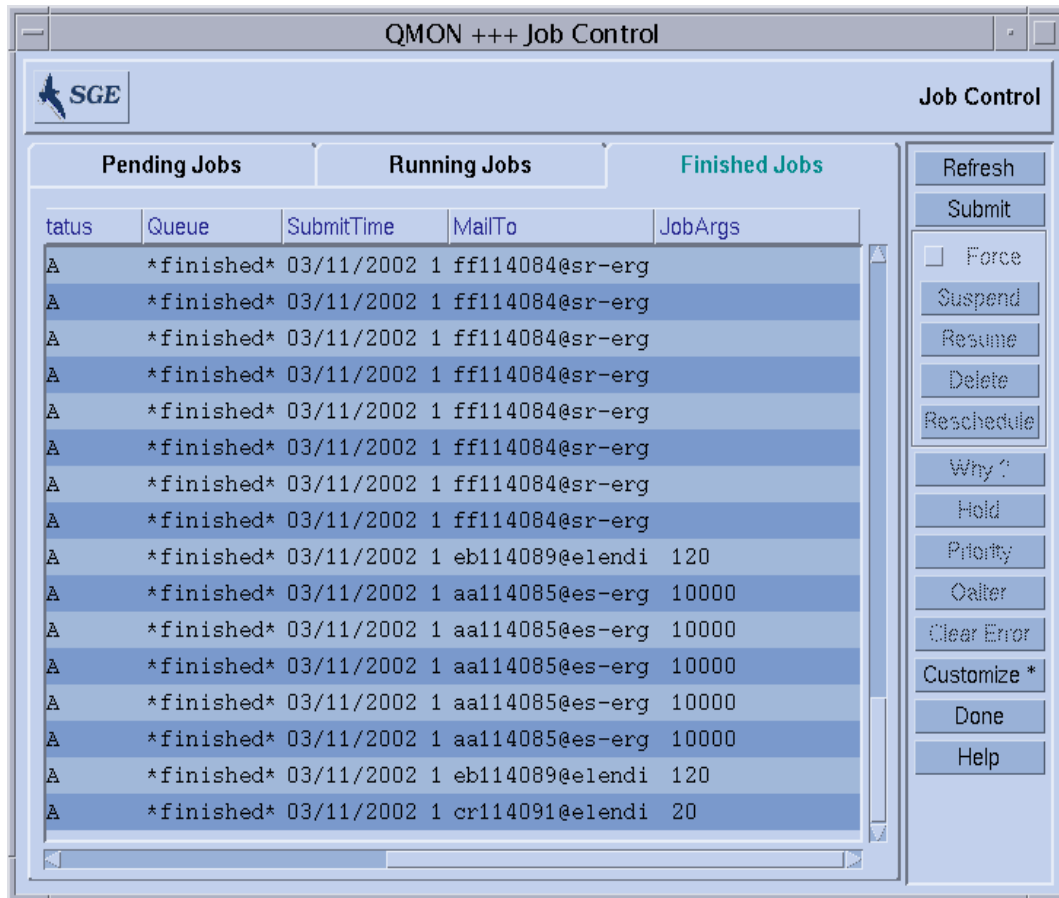 QMON +++ Job Control
SGE
Job Control
Pending Jobs Running Jobs Finished Jobs
tatus Queue SubmitTime MailTo JobArgs
A *finished* 03/11/2002 1 ff114084@sr-erg
A *finished* 03/11/2002 1 ff114084@sr-erg
A *finished* 03/11/2002 1 ff114084@sr-erg
A *finished* 03/11/2002 1 ff114084@sr-erg
A *finished* 03/11/2002 1 ff114084@sr-erg
A *finished* 03/11/2002 1 ff114084@sr-erg
A *finished* 03/11/2002 1 ff114084@sr-erg
A *finished* 03/11/2002 1 ff114084@sr-erg
A *finished* 03/11/2002 1 eb114089@elendi 120
A *finished* 03/11/2002 1 aa114085@es-erg 10000
A *finished* 03/11/2002 1 aa114085@es-erg 10000
A *finished* 03/11/2002 1 aa114085@es-erg 10000
A *finished* 03/11/2002 1 aa114085@es-erg 10000
A *finished* 03/11/2002 1 aa114085@es-erg 10000
A *finished* 03/11/2002 1 eb114089@elendi 120
A *finished* 03/11/2002 1 cr114091@elendi 20
Refresh
Submit
Force
Suspend
Resume
Delete
Reschedule
Why ?
Hold
Priority
Qalter
Clear Error
Customize *
Done
Help